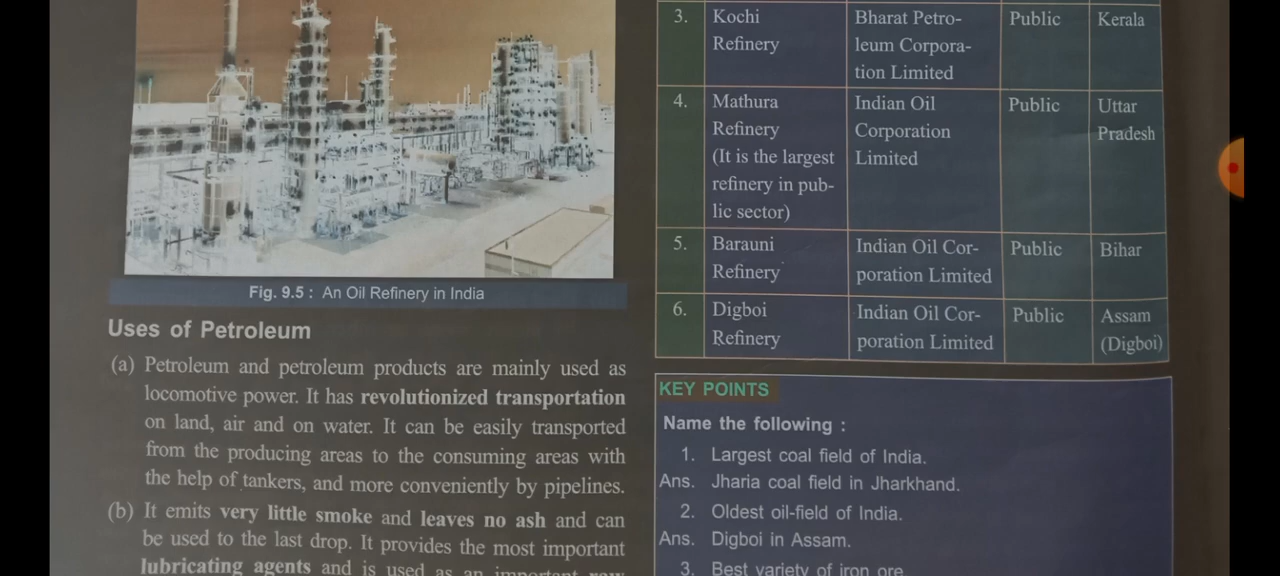 Fig. 9.5 : An Oil Refinery in India
Uses of Petroleum
(a) Petroleum and petroleum products are mainly used as
locomotive power. It has revolutionized transportation
on land, air and on water. It can be easily transported
from the producing areas to the consuming areas with
the help of tankers, and more conveniently by pipelines.
(b) It emits very little smoke and leaves no ash and can
be used to the last drop. It provides the most important
lubricating agents and is used as an important raw
3. Kochi Bharat Petro- Public Kerala
Refinery leum Corpora-
tion Limited
4. Mathura Indian Oil Public Uttar
Refinery Corporation Pradesh
(It is the largest Limited
refinery in pub-
lic sector)
5. Barauni Indian Oil Cor- Public Bihar
Refinery poration Limited
6. Digboi Indian Oil Cor- Public Assam
Refinery poration Limited (Digboi)
KEY POINTS
Name the following :
1. Largest coal field of India.
Ans. Jharia coal field in Jharkhand.
2. Oldest oil-field of India.
Ans. Digboi in Assam.
3. Best variety of iron ore